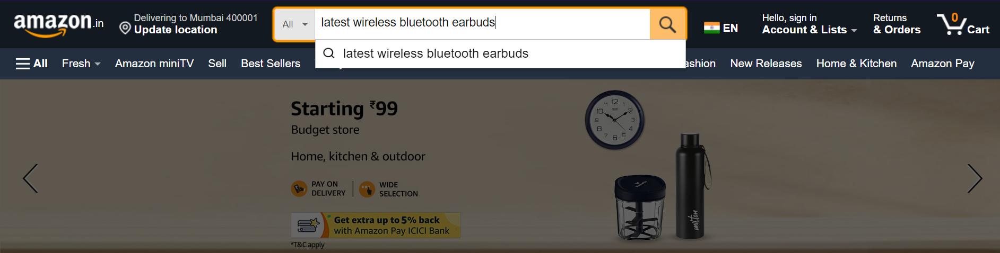 amazon.in
Delivering to Mumbai 400001
Update location
All
latest wireless bluetooth earbuds
EN
Hello, sign in
Account & Lists
Returns
& Orders
0
Cart
latest wireless bluetooth earbuds
All
Fresh
Amazon miniTV
Sell
Best Sellers
ashion
New Releases
Home & Kitchen
Amazon Pay
Starting ₹99
Budget store
Home, kitchen & outdoor
PAY ON
DELIVERY
WIDE
SELECTION
Get extra up to 5% back
with Amazon Pay ICICI Bank
*T&C apply
12
1
2
3
4
5
6
7
8
9
10
11
milton